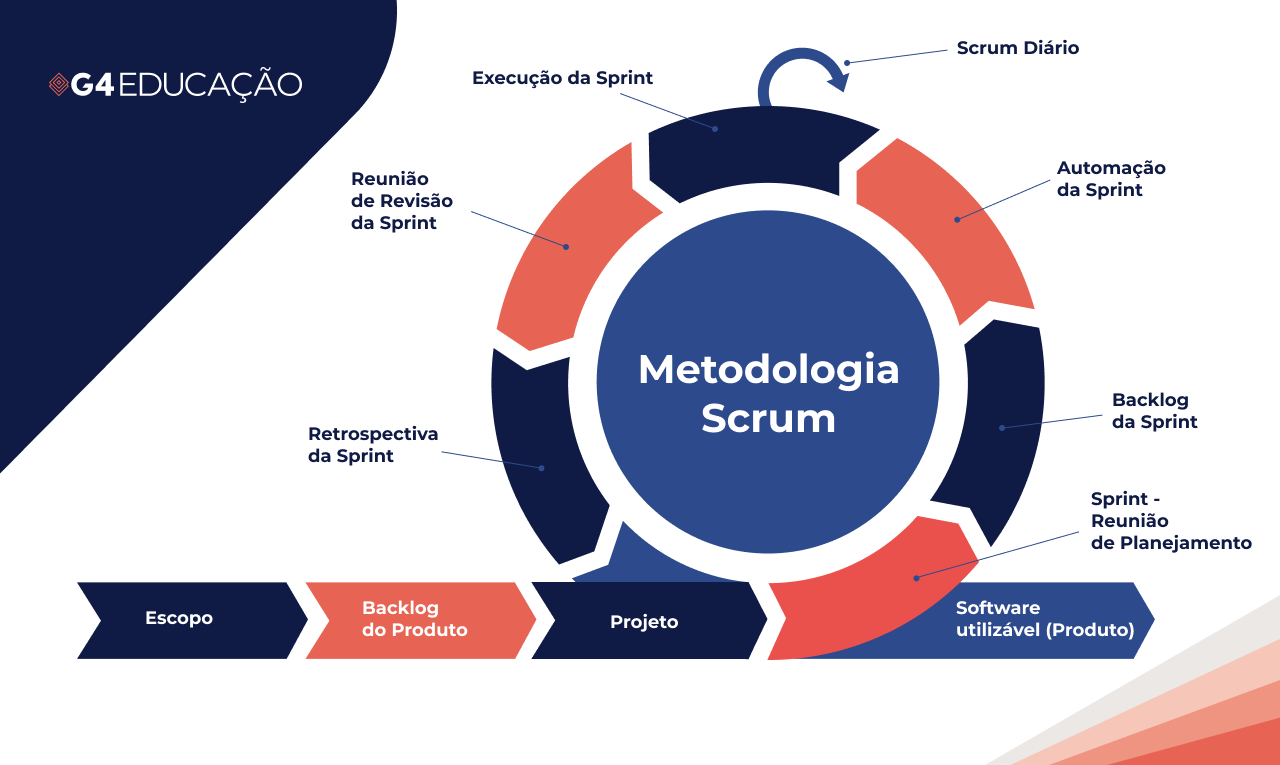 G4 EDUCAÇÃO
Scrum Diário
Execução da Sprint
Automação
da Sprint
Reunião
de Revisão
da Sprint
Metodologia
Scrum
Backlog
da Sprint
Retrospectiva
da Sprint
Sprint -
Reunião
de Planejamento
Escopo
Backlog
do Produto
Projeto
Software
utilizável (Produto)